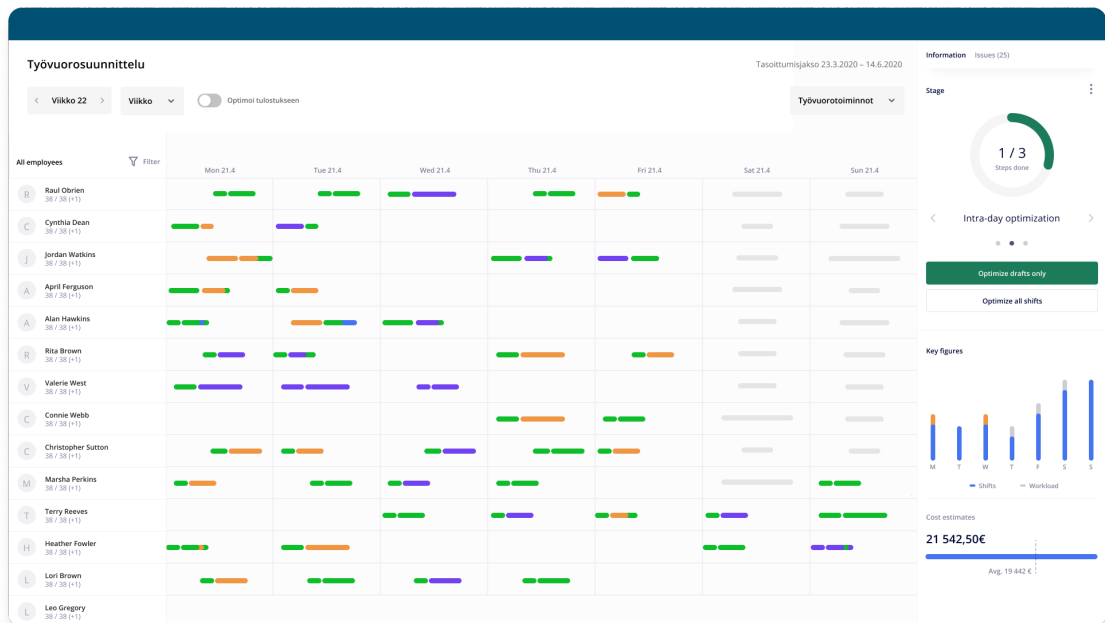 Työvuorosuunnittelu
Tasoittumisjakso 23.3.2020 – 14.6.2020
Viikko 22
Viikko
Optimoi tulostukseen
Työvuorotoiminnot
All employees
Filter
Mon 21.4
Tue 21.4
Wed 21.4
Thu 21.4
Fri 21.4
Sat 21.4
Sun 21.4
R
Raul Obrien
38 / 38 (+1)
C
Cynthia Dean
38 / 38 (+1)
J
Jordan Watkins
38 / 38 (+1)
A
April Ferguson
38 / 38 (+1)
A
Alan Hawkins
38 / 38 (+1)
R
Rita Brown
38 / 38 (+1)
V
Valerie West
38 / 38 (+1)
C
Connie Webb
38 / 38 (+1)
C
Christopher Sutton
38 / 38 (+1)
M
Marsha Perkins
38 / 38 (+1)
T
Terry Reeves
38 / 38 (+1)
H
Heather Fowler
38 / 38 (+1)
L
Lori Brown
38 / 38 (+1)
L
Leo Gregory
38 / 38 (+1)
Information
Issues (25)
Stage
1 / 3
Steps done
Intra-day optimization
Optimize drafts only
Optimize all shifts
Key figures
M T W T F S S
Shifts
Workload
Cost estimates
21 542,50€
Avg. 19 442 €